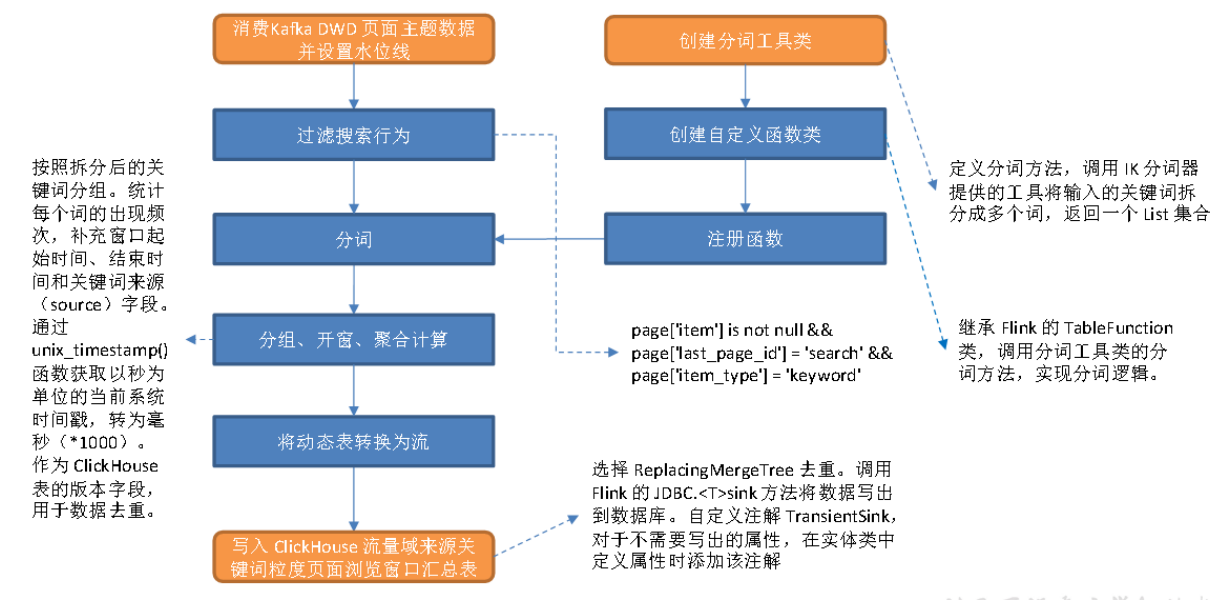 消费Kafka DWD 页面主题数据
并设置水位线
创建分词工具类
过滤搜索行为
创建自定义函数类
分词
注册函数
分组、开窗、聚合计算
将动态表转换为流
写入 ClickHouse 流量域来源关
键词粒度页面浏览窗口汇总表
按照拆分后的关
键词分组。统计
每个词的出现频
次，补充窗口起
始时间、结束时
间和关键词来源
（source）字段。
通过
unix_timestamp()
函数获取以秒为
单位的当前系统
时间戳，转为毫
秒（*1000）。
作为 ClickHouse
表的版本字段，
用于数据去重。
定义分词方法，调用 IK 分词器
提供的工具将输入的关键词拆
分成多个词，返回一个 List 集合
page['item'] is not null &&
page['last_page_id'] = 'search' &&
page['item_type'] = 'keyword'
继承 Flink 的 TableFunction
类，调用分词工具类的分
词方法，实现分词逻辑。
选择 ReplacingMergeTree 去重。调用
Flink 的 JDBC.<T>sink 方法将数据写出
到数据库。自定义注解 TransientSink，
对于不需要写出的属性，在实体类中
定义属性时添加该注解